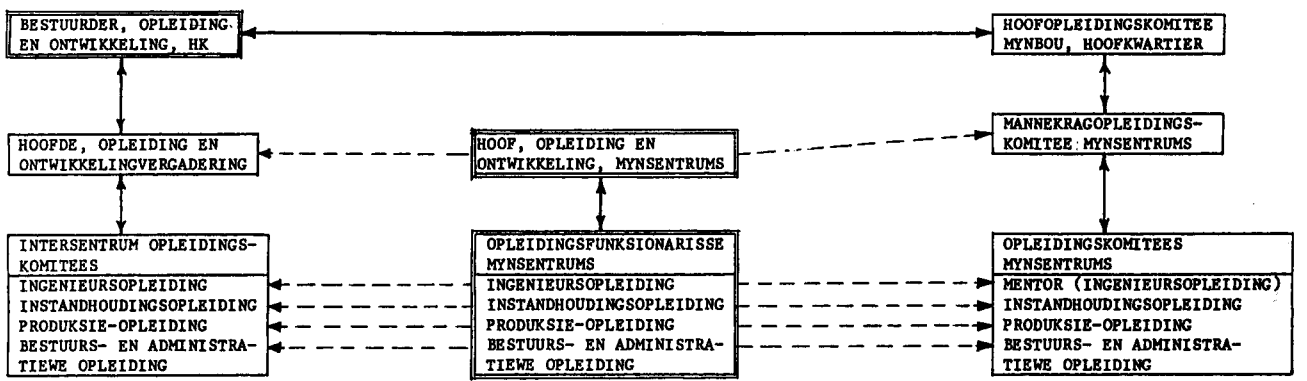 BESTUURDER, OPLEIDING
EN ONTWIKKELING, HK
HOOFOPLEIDINGSKOMITEE
MYNBOU, HOOFKWARTIER
HOOFDE, OPLEIDING EN
ONTWIKKELINGVERGADERING
HOOF, OPLEIDING EN
ONTWIKKELING, MYNSENTRUMS
MANNEKRAGOPLEIDINGS-
KOMITEE MYNSENTRUMS
INTERSENTRUM OPLEIDINGS-
KOMITEES
INGENIEURSOPLEIDING
INSTANDHOUDINGSOPLEIDING
PRODUKSIE-OPLEIDING
BESTUURS- EN ADMINISTRA-
TIEWE OPLEIDING
OPLEIDINGSFUNKSIONARISSE
MYNSENTRUMS
INGENIEURSOPLEIDING
INSTANDHOUDINGSOPLEIDING
PRODUKSIE-OPLEIDING
BESTUURS- EN ADMINISTRA-
TIEWE OPLEIDING
OPLEIDINGSKOMITEES
MYNSENTRUMS
MENTOR (INGENIEURSOPLEIDING)
INSTANDHOUDINGSOPLEIDING
PRODUKSIE-OPLEIDING
BESTUURS- EN ADMINISTRA-
TIEWE OPLEIDING